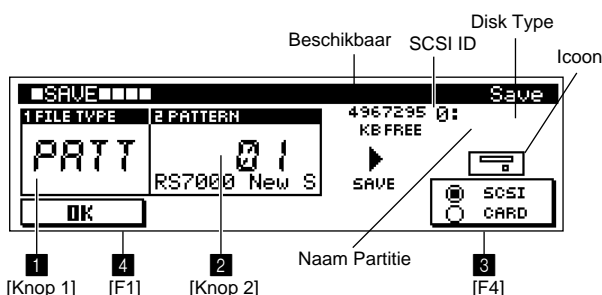 Disk Type
Beschikbaar SCSI ID
Icoon
SAVE Save
1 FILE TYPE 2 PATTERN 4967295 0:
KB FREE
PATT 01
RS7000 New S SAVE
SCSI
OK CARD
Naam Partitie
1 4 2 3
[Knop 1] [F1] [Knop 2] [F4]